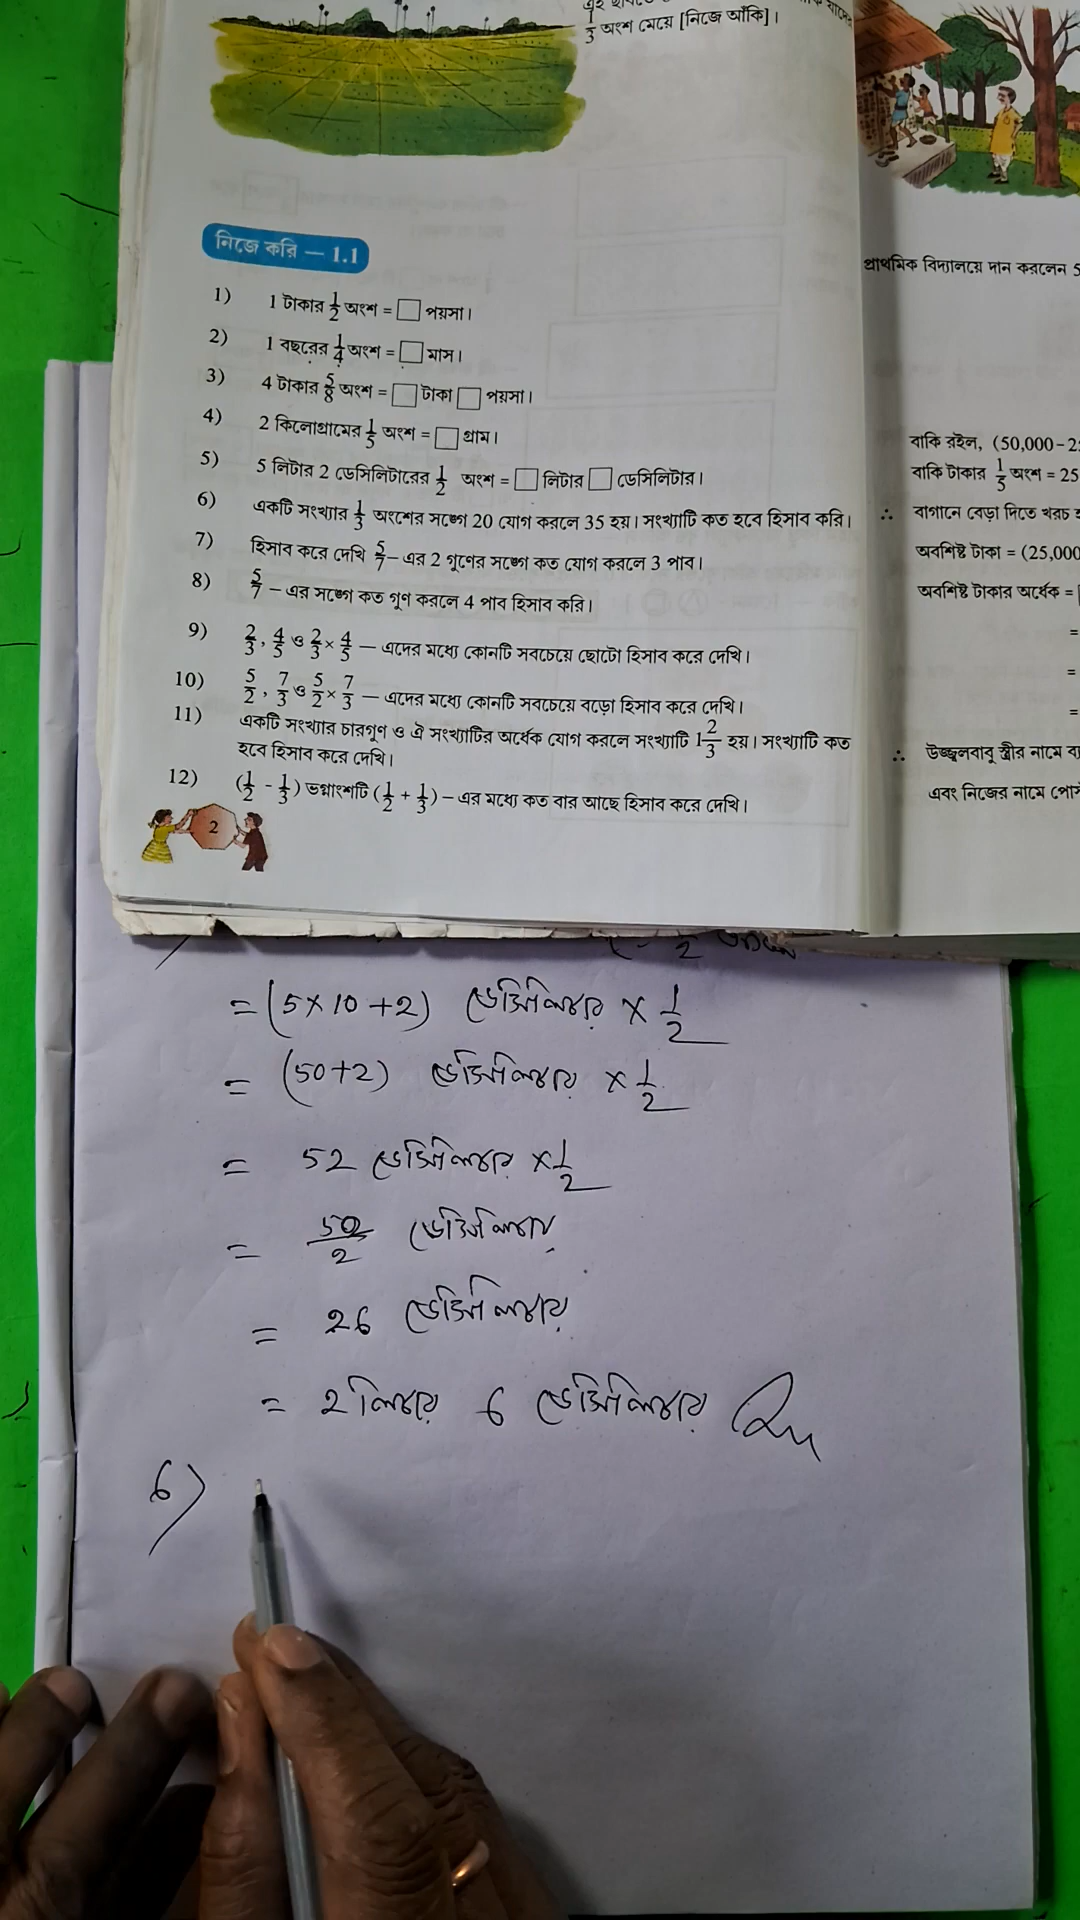 1/3 অংশ মেয়ে [নিজে আঁকি]।
নিজে করি — 1.1
1) 1 টাকার 1/2 অংশ = □ পয়সা।
2) 1 বছরের 1/4 অংশ = □ মাস।
3) 4 টাকার 5/8 অংশ = □ টাকা □ পয়সা।
4) 2 কিলোগ্রামের 1/5 অংশ = □ গ্রাম।
5) 5 লিটার 2 ডেসিলিটারের 1/2 অংশ = □ লিটার □ ডেসিলিটার।
6) একটি সংখ্যার 1/3 অংশের সঙ্গে 20 যোগ করলে 35 হয়। সংখ্যাটি কত হবে হিসাব করি।
7) হিসাব করে দেখি 5/7 – এর 2 গুণের সঙ্গে কত যোগ করলে 3 পাব।
8) 5/7 – এর সঙ্গে কত গুণ করলে 4 পাব হিসাব করি।
9) 2/3, 4/5 ও 2/3 × 4/5 — এদের মধ্যে কোনটি সবচেয়ে ছোটো হিসাব করে দেখি।
10) 5/2, 7/3 ও 5/2 × 7/3 — এদের মধ্যে কোনটি সবচেয়ে বড়ো হিসাব করে দেখি।
11) একটি সংখ্যার চারগুণ ও ঐ সংখ্যাটির অর্ধেক যোগ করলে সংখ্যাটি 1 2/3 হয়। সংখ্যাটি কত
হবে হিসাব করে দেখি।
12) (1/2 - 1/3) ভগ্নাংশটি (1/2 + 1/3) – এর মধ্যে কত বার আছে হিসাব করে দেখি।
2
প্রাথমিক বিদ্যালয়ে দান করলেন 5
বাকি রইল, (50,000 – 2
বাকি টাকার 1/5 অংশ = 25
∴ বাগানে বেড়া দিতে খরচ
অবশিষ্ট টাকা = (25,000
অবশিষ্ট টাকার অর্ধেক =
=
=
=
∴ উজ্জ্বলবাবু স্ত্রীর নামে
এবং নিজের নামে
= (5 × 10 + 2) ডেসিলিটার × 1/2
= (50 + 2) ডেসিলিটার × 1/2
= 52 ডেসিলিটার × 1/2
= 52/2 ডেসিলিটার
= 26 ডেসিলিটার
= 2 লিটার 6 ডেসিলিটার
6)